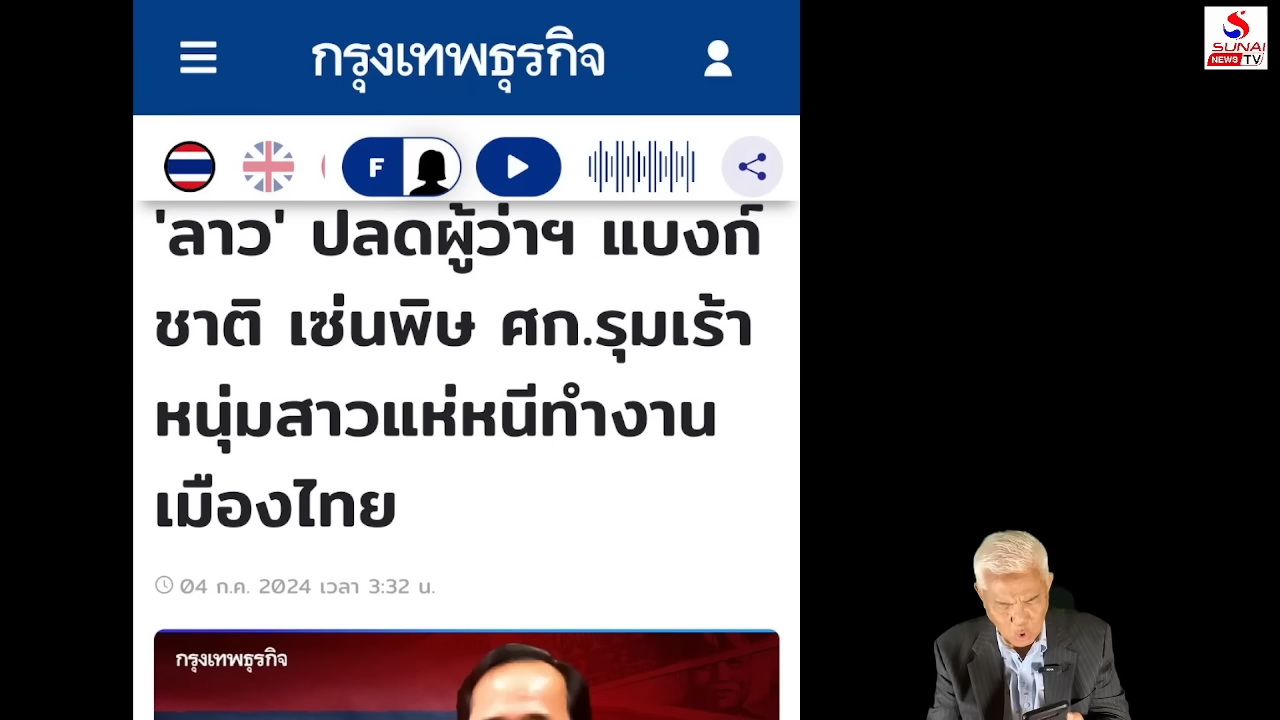 กรุงเทพธุรกิจ
SUNAI
NEWS TV
F
'ลาว' ปลดผู้ว่าฯ แบงก์
ชาติ เซ่นพิษ ศก.รุมเร้า
หนุ่มสาวแห่หนีทำงาน
เมืองไทย
04 ก.ค. 2024 เวลา 3:32 น.
กรุงเทพธุรกิจ